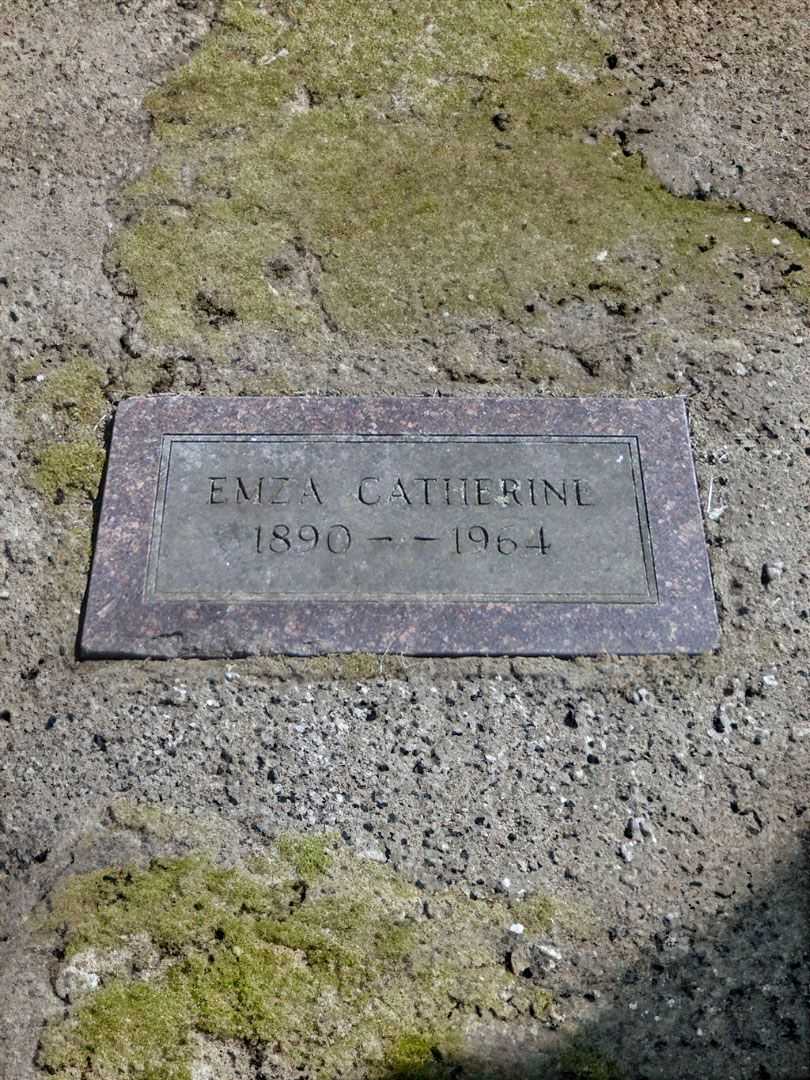 EMZA CATHERINE
1890 - - 1964